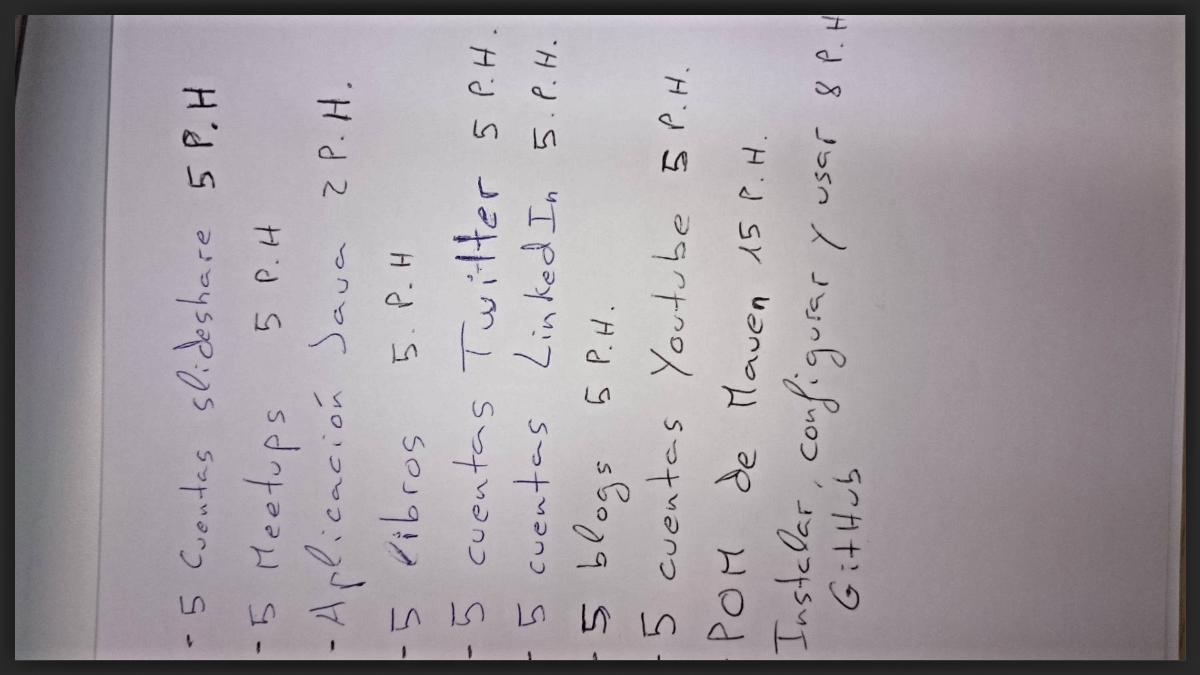 - 5 Cuentas slideshare 5 P.H
- 5 Meetups 5 P.H
- Aplicación Java 2 P.H.
- 5 libros 5. P.H
- 5 cuentas Twitter 5 P.H.
- 5 cuentas LinkedIn 5.P.H.
- 5 blogs 5 P.H.
- 5 cuentas Youtube 5 P.H.
- POM de Maven 15 P.H.
Instalar, configurar y usar 8 P.H
GitHub